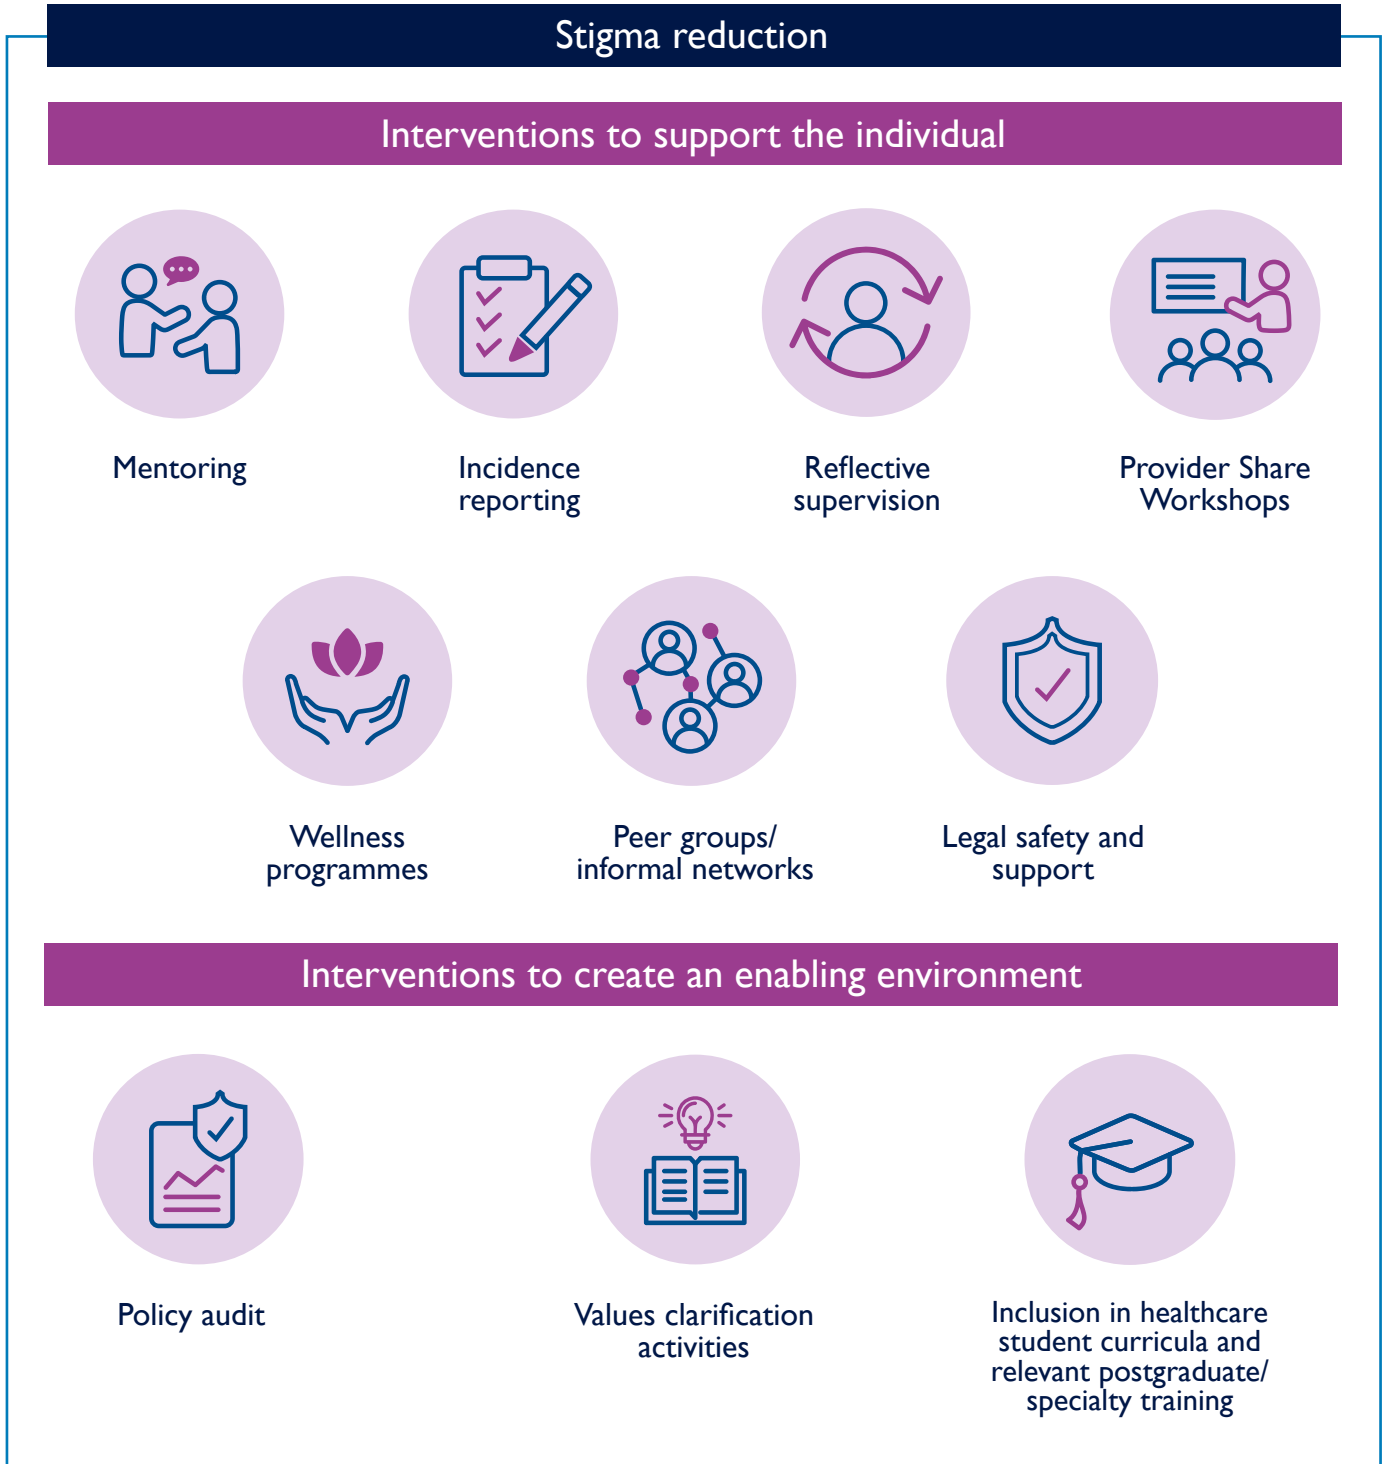 Stigma reduction
Interventions to support the individual
Mentoring
Incidence
reporting
Reflective
supervision
Provider Share
Workshops
Wellness
programmes
Peer groups/
informal networks
Legal safety and
support
Interventions to create an enabling environment
Policy audit
Values clarification
activities
Inclusion in healthcare
student curricula and
relevant postgraduate/
specialty training